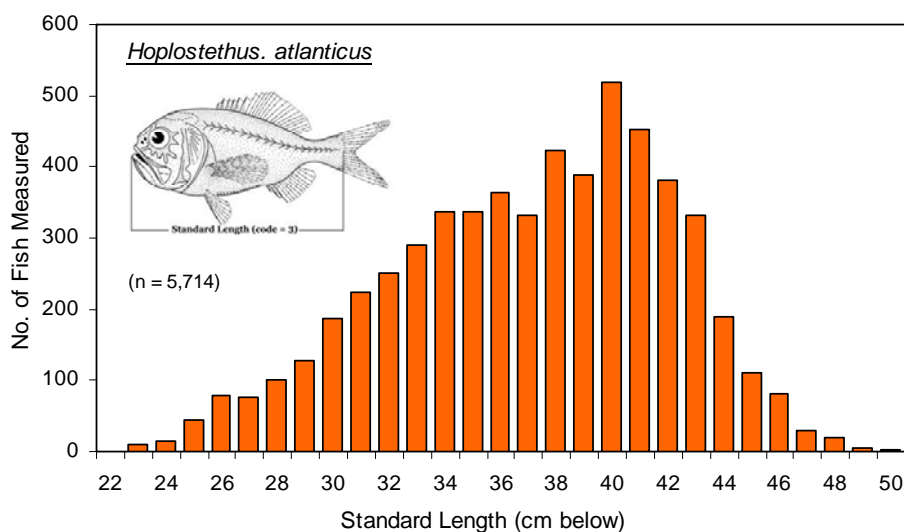 600
500
400
300
200
100
0
No. of Fish Measured
Hoplostethus. atlanticus
Standard Length (code = 3)
(n = 5,714)
22 24 26 28 30 32 34 36 38 40 42 44 46 48 50
Standard Length (cm below)